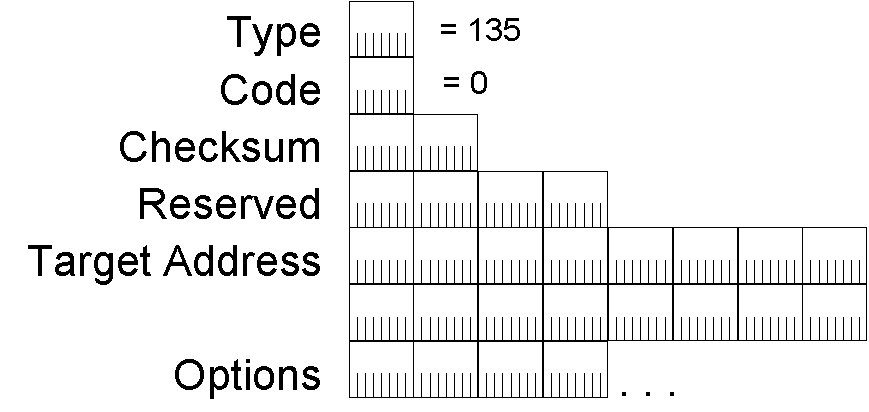 Type = 135
Code = 0
Checksum
Reserved
Target Address
Options . . .